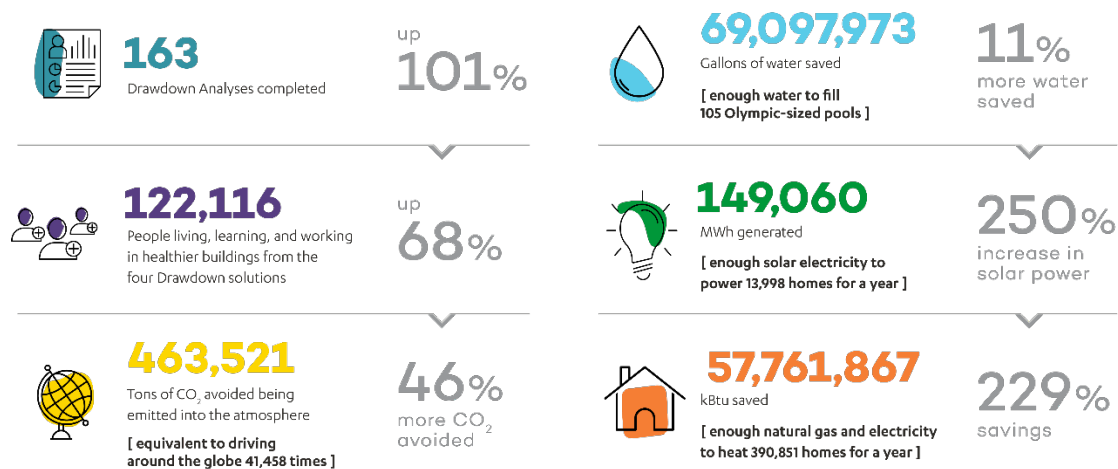 163
Drawdown Analyses completed
up
101%
122,116
People living, learning, and working
in healthier buildings from the
four Drawdown solutions
up
68%
463,521
Tons of CO₂ avoided being
emitted into the atmosphere
[ equivalent to driving
around the globe 41,458 times ]
46%
more CO₂
avoided
69,097,973
Gallons of water saved
[ enough water to fill
105 Olympic-sized pools ]
11%
more water
saved
149,060
MWh generated
[ enough solar electricity to
power 13,998 homes for a year ]
250%
increase in
solar power
57,761,867
kBtu saved
[ enough natural gas and electricity
to heat 390,851 homes for a year ]
229%
savings